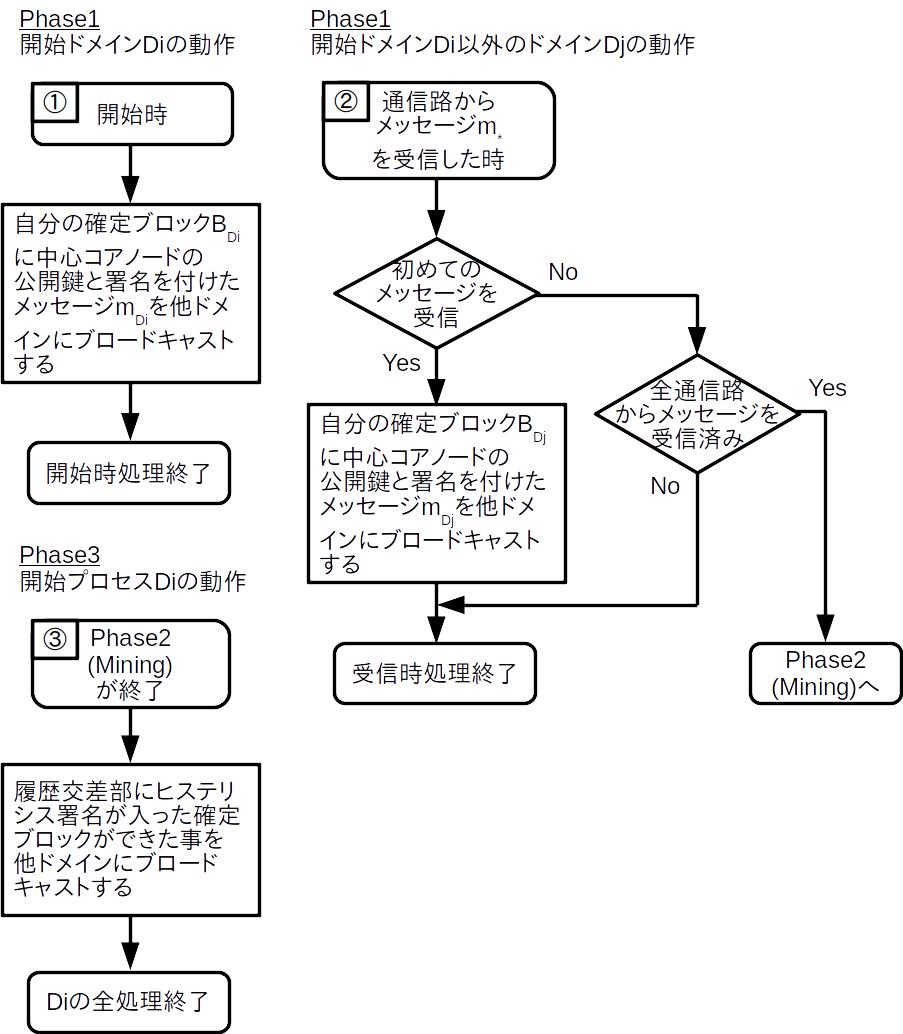 Phase1
開始ドメインDiの動作
①
開始時
自分の確定ブロックBDi
に中心コアノードの
公開鍵と署名を付けた
メッセージmDiを他ドメ
インにブロードキャスト
する
開始時処理終了
Phase1
開始ドメインDi以外のドメインDjの動作
②
通信路から
メッセージm*
を受信した時
初めての
メッセージを
受信
No
Yes
全通信路
からメッセージを
受信済み
Yes
No
自分の確定ブロックBDj
に中心コアノードの
公開鍵と署名を付けた
メッセージmDjを他ドメ
インにブロードキャスト
する
受信時処理終了
Phase2
(Mining)へ
Phase3
開始プロセスDiの動作
③
Phase2
(Mining)
が終了
履歴交差部にヒステリ
シス署名が入った確定
ブロックができた事を
他ドメインにブロード
キャストする
Diの全処理終了